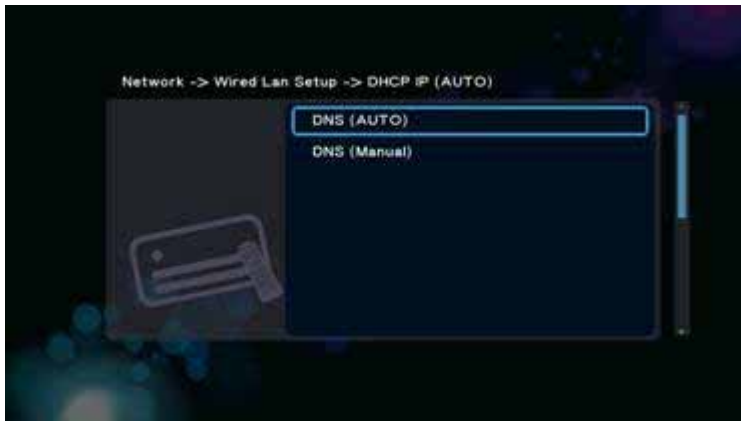 Network -> Wired Lan Setup -> DHCP IP (AUTO)
DNS (AUTO)
DNS (Manual)